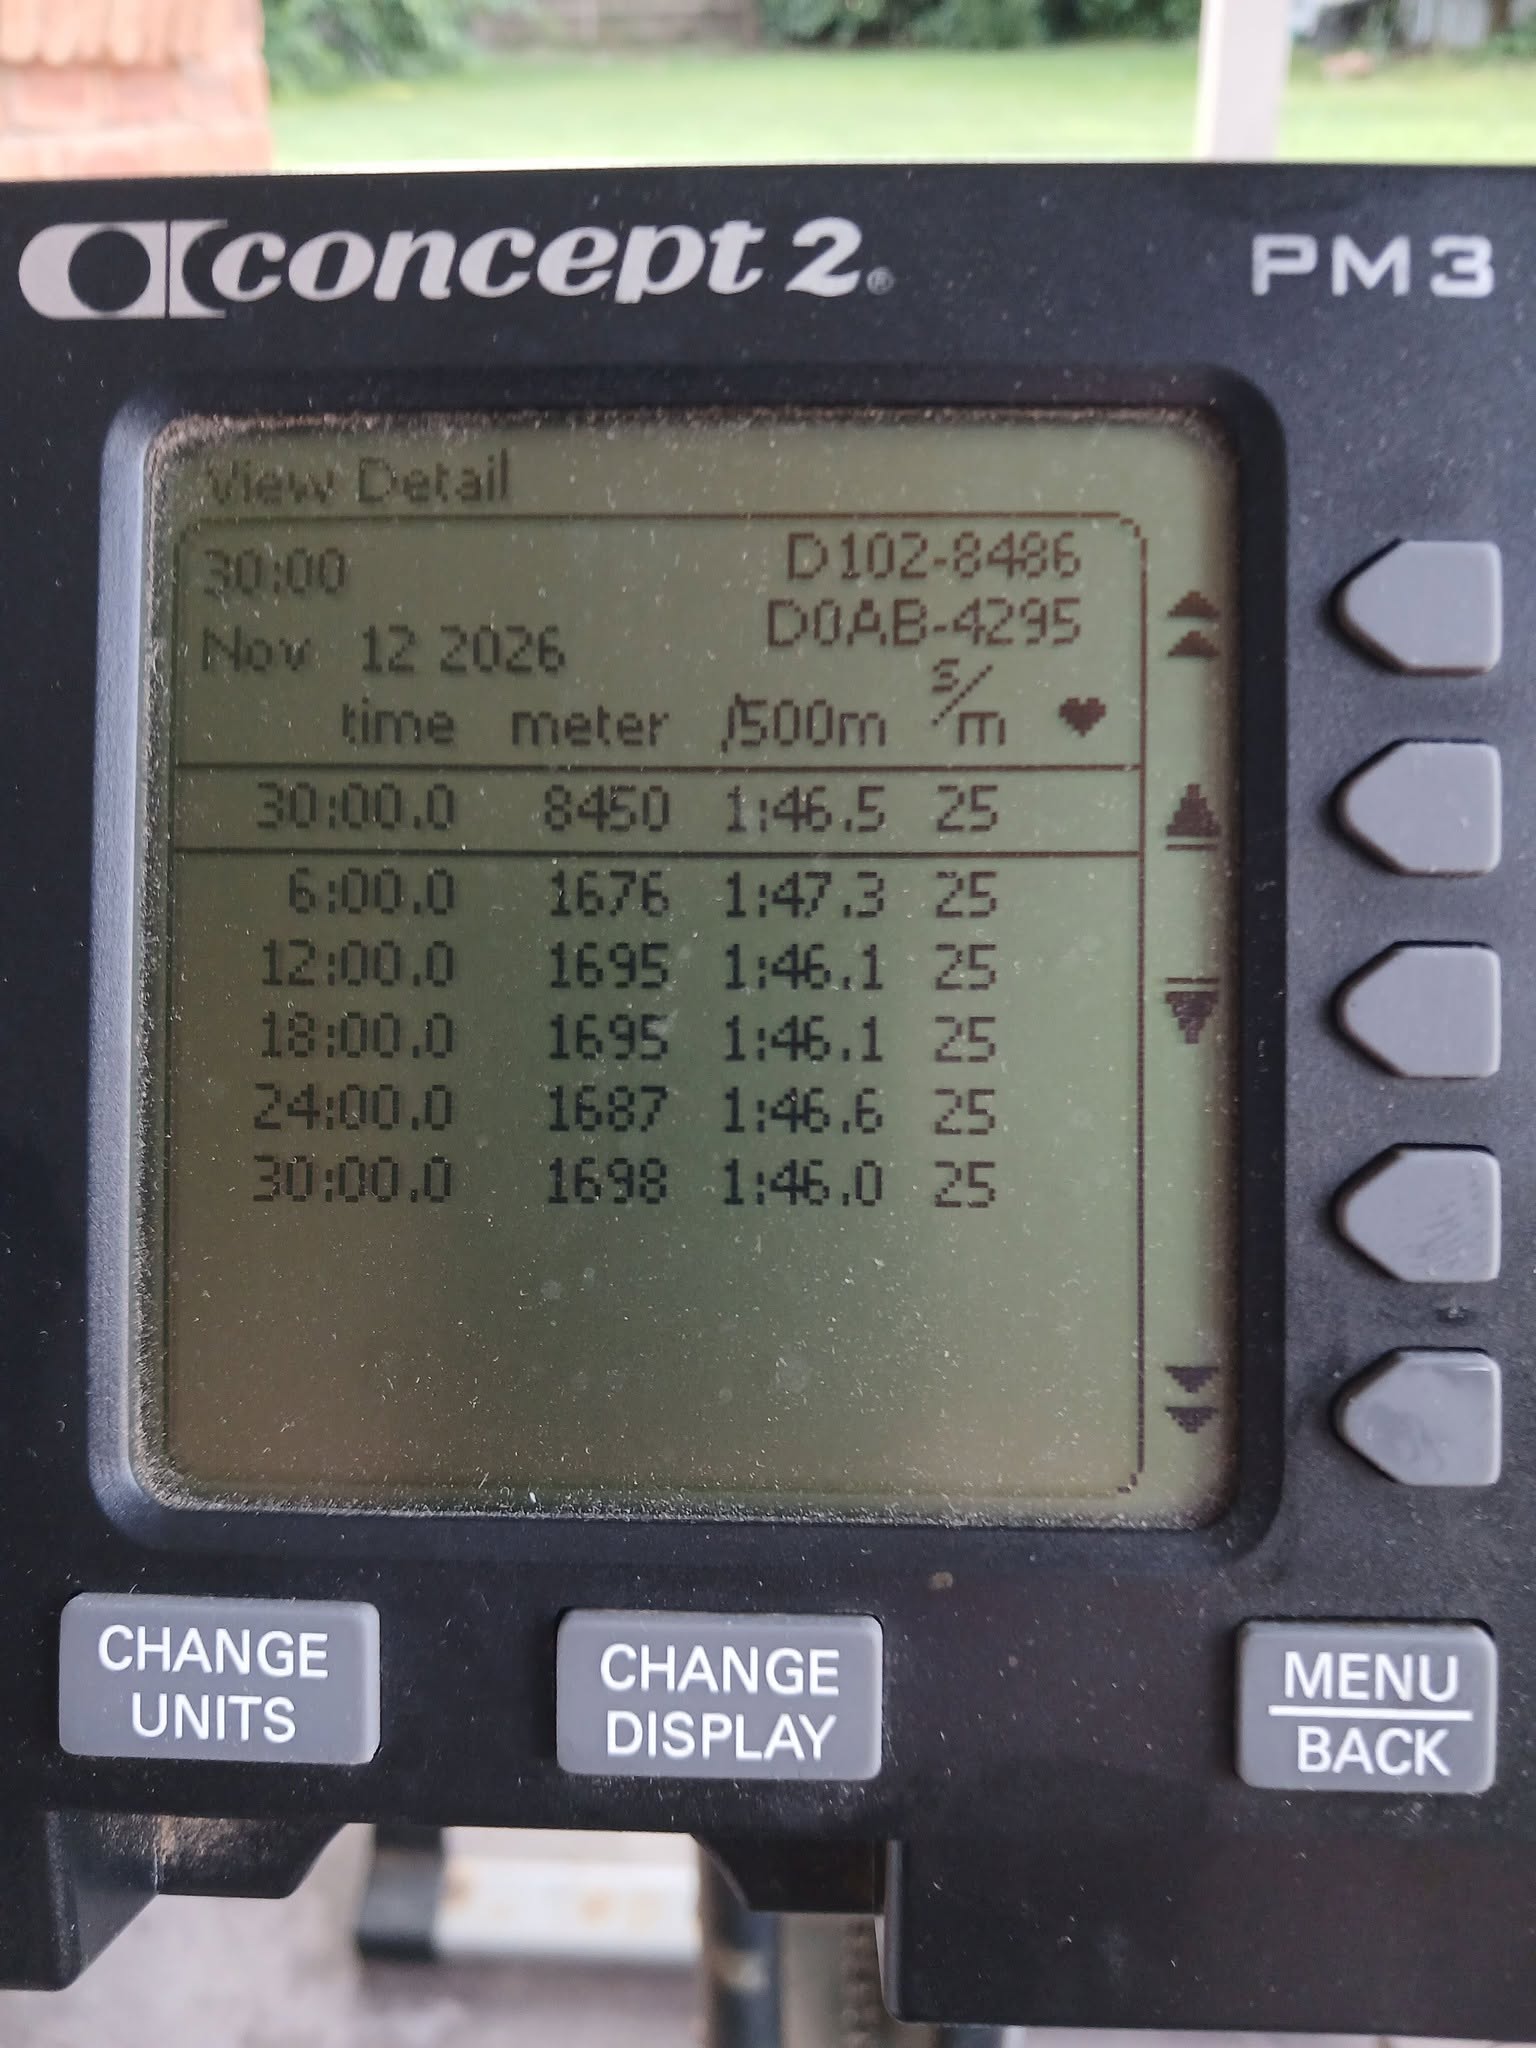 concept 2® PM3
View Detail
30:00 D102-8486
Nov 12 2026 D0AB-4295
time meter /500m s/m ♥
30:00.0 8450 1:46.5 25
6:00.0 1676 1:47.3 25
12:00.0 1695 1:46.1 25
18:00.0 1695 1:46.1 25
24:00.0 1687 1:46.6 25
30:00.0 1698 1:46.0 25
CHANGE
UNITS
CHANGE
DISPLAY
MENU
BACK